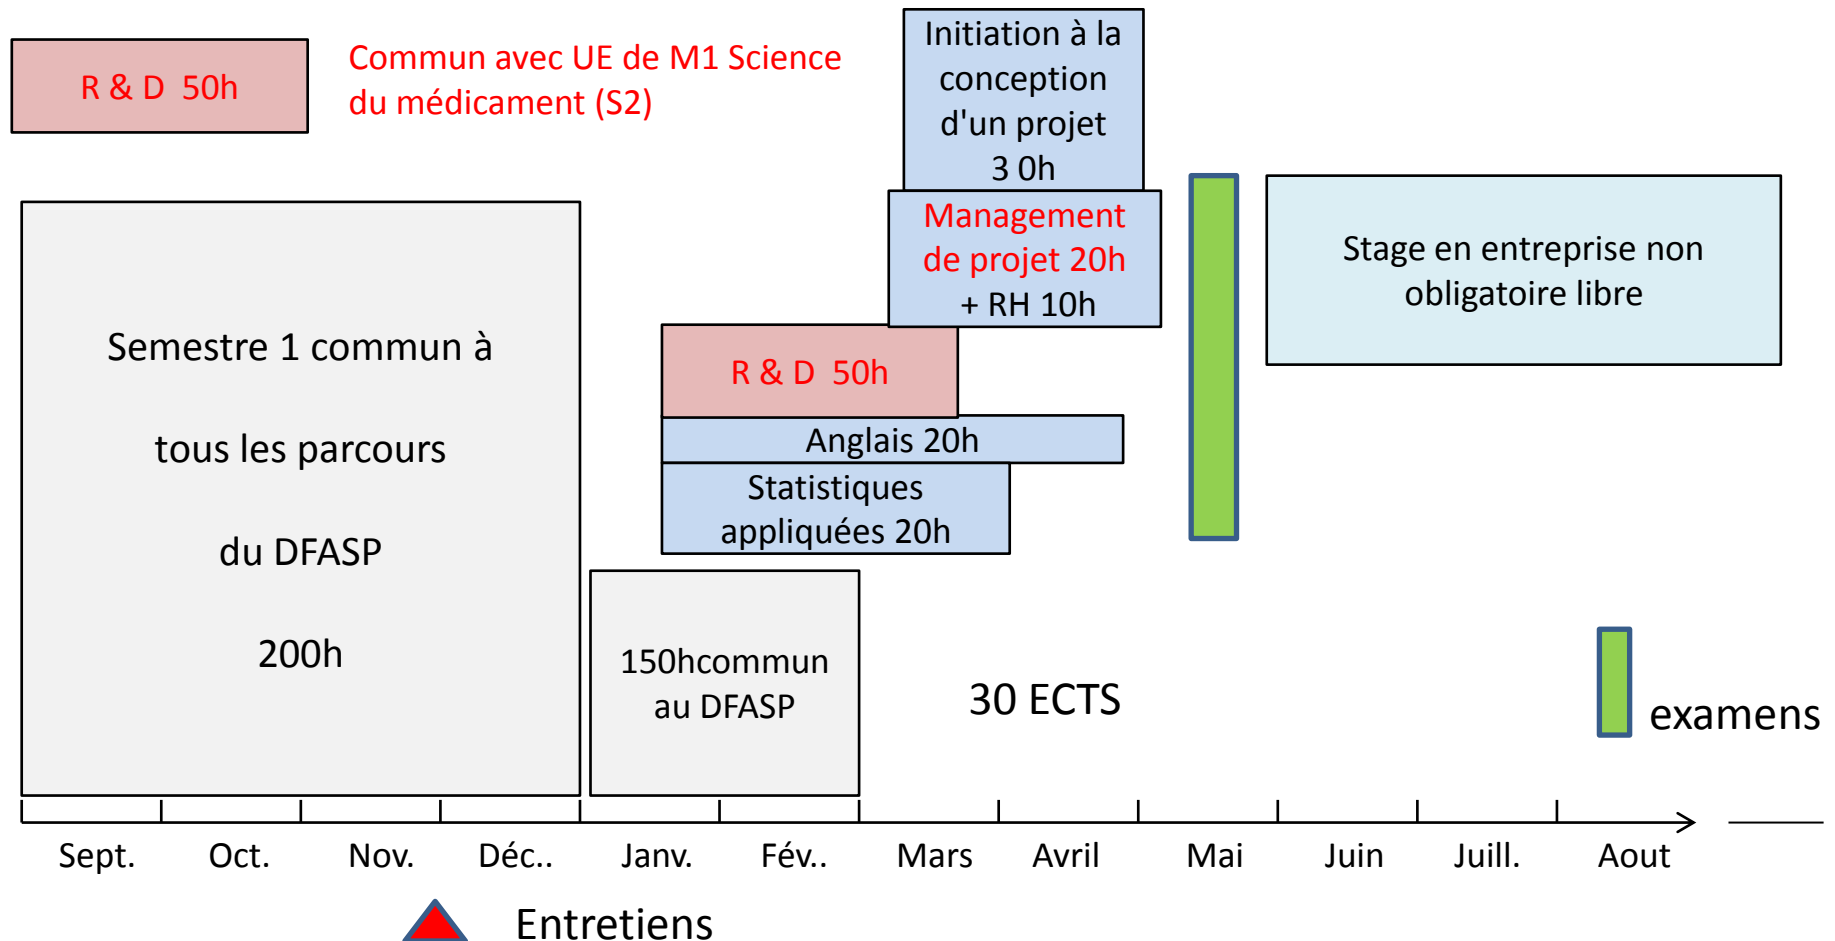 R & D  50h
Commun avec UE de M1 Science
du médicament (S2)
Initiation à la
conception
d'un projet
3 0h
Management
de projet 20h
+ RH 10h
Stage en entreprise non
obligatoire libre
Semestre 1 commun à
tous les parcours
du DFASP
200h
R & D  50h
Anglais 20h
Statistiques
appliquées 20h
150hcommun
au DFASP
30 ECTS
examens
Sept. Oct. Nov. Déc.. Janv. Fév.. Mars Avril Mai Juin Juill. Aout
Entretiens